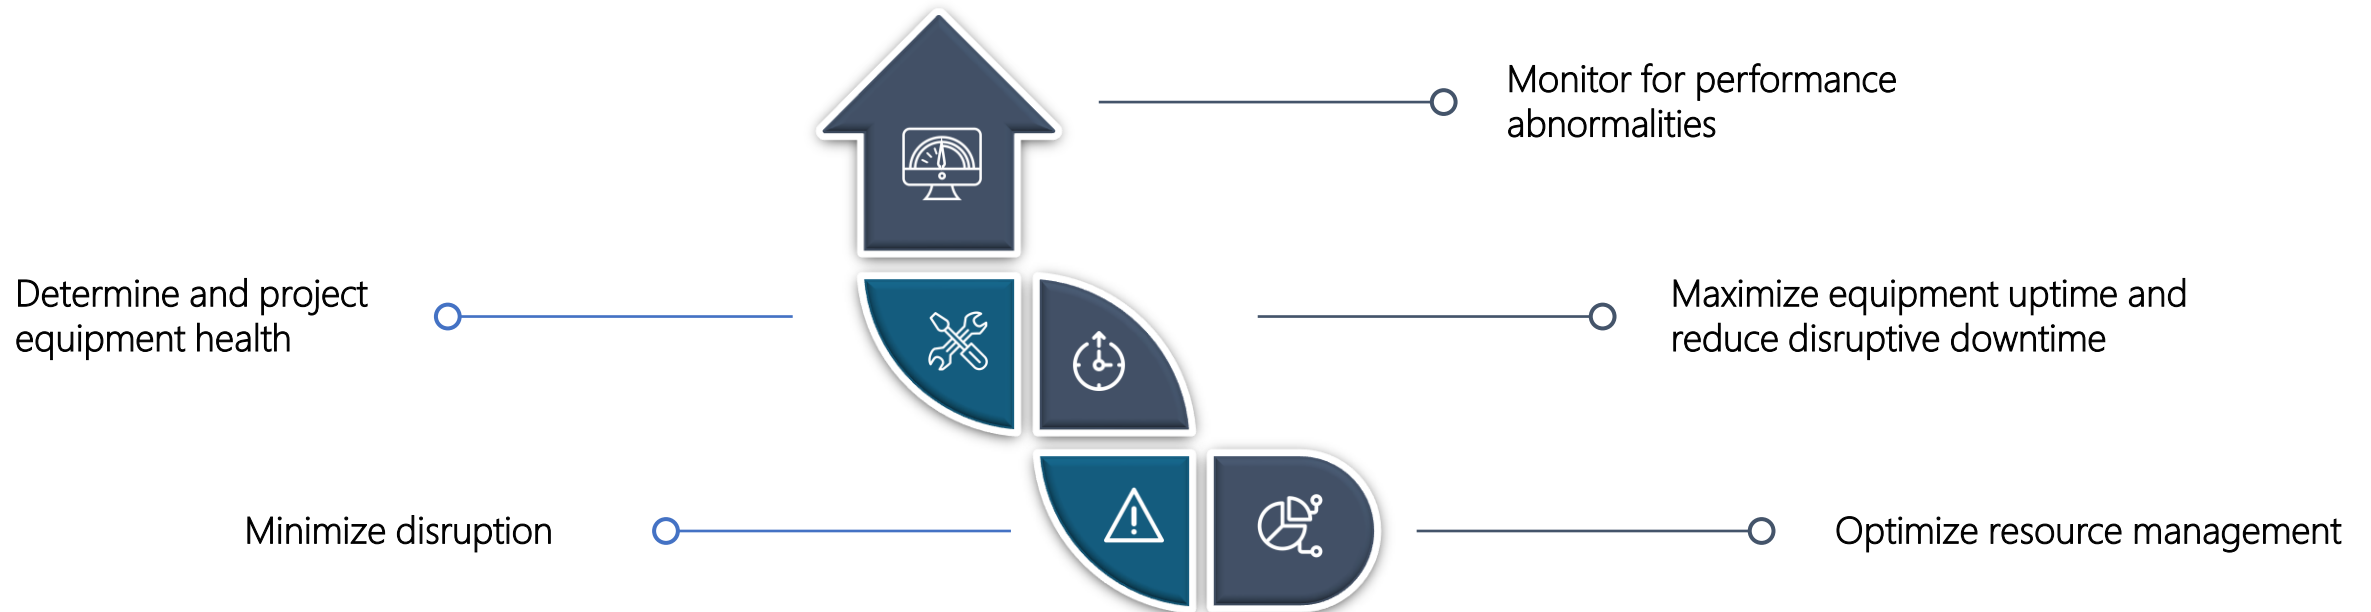 Monitor for performance
abnormalities
Determine and project
equipment health
Maximize equipment uptime and
reduce disruptive downtime
Minimize disruption
Optimize resource management